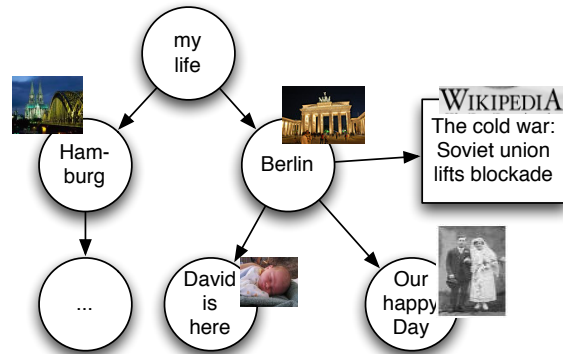 my
life
Ham-
burg
Berlin
WIKIPEDIA
The cold war:
Soviet union
lifts blockade
...
David
is
here
Our
happy
Day